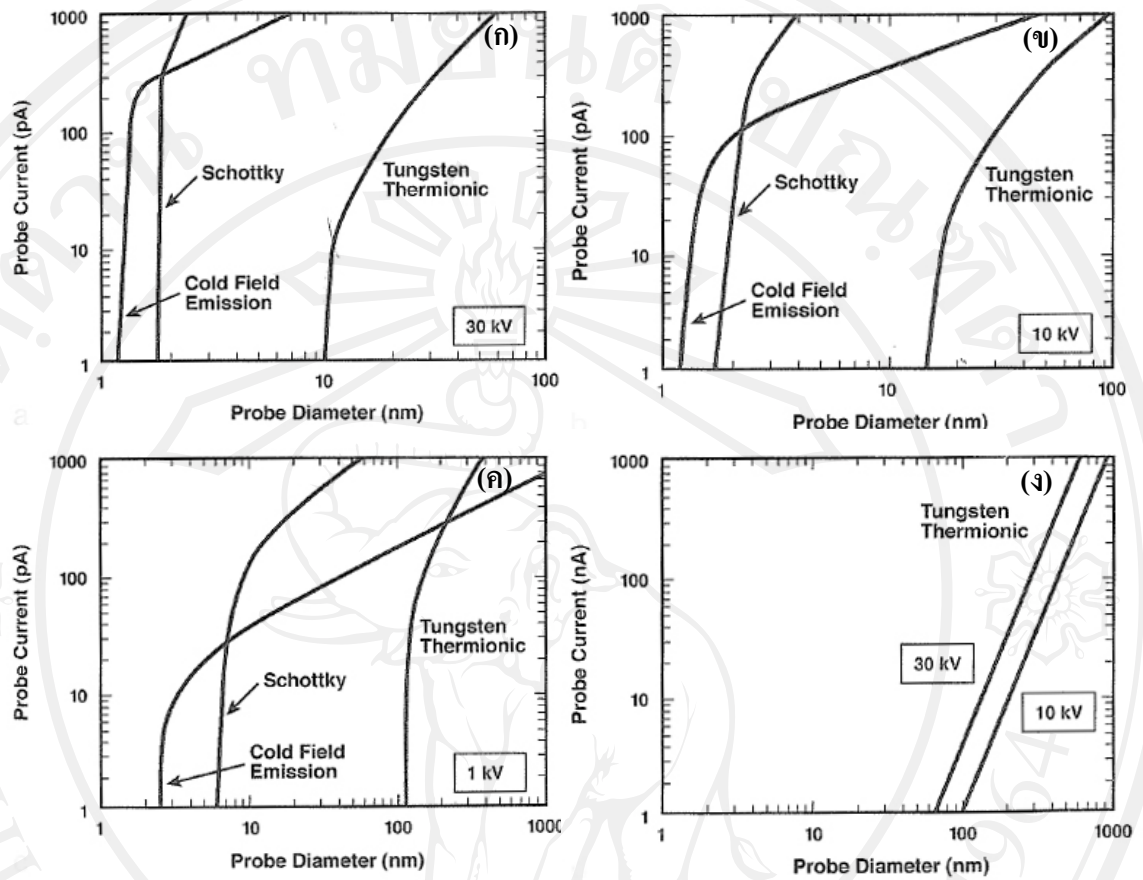 (ก)
1000
100
10
1
Probe Current (pA)
Schottky
Tungsten
Thermionic
Cold Field
Emission
30 kV
1
10
100
Probe Diameter (nm)
(ข)
1000
100
10
1
Probe Current (pA)
Schottky
Tungsten
Thermionic
Cold Field
Emission
10 kV
1
10
100
Probe Diameter (nm)
(ค)
1000
100
10
1
Probe Current (pA)
Schottky
Tungsten
Thermionic
Cold Field
Emission
1 kV
1
10
100
1000
Probe Diameter (nm)
(ง)
1000
100
10
1
Probe Current (nA)
Tungsten
Thermionic
30 kV
10 kV
1
10
100
1000
Probe Diameter (nm)